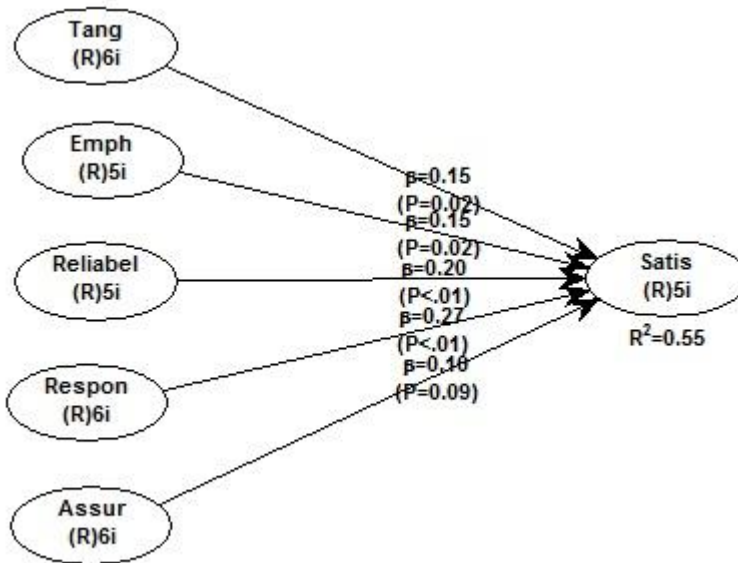 Tang
(R)6i
Emph
(R)5i
Reliabel
(R)5i
Respon
(R)6i
Assur
(R)6i
β=0.15
(P=0.02)
β=0.15
(P=0.02)
β=0.20
(P<.01)
β=0.27
(P<.01)
β=0.10
(P=0.09)
Satis
(R)5i
R²=0.55